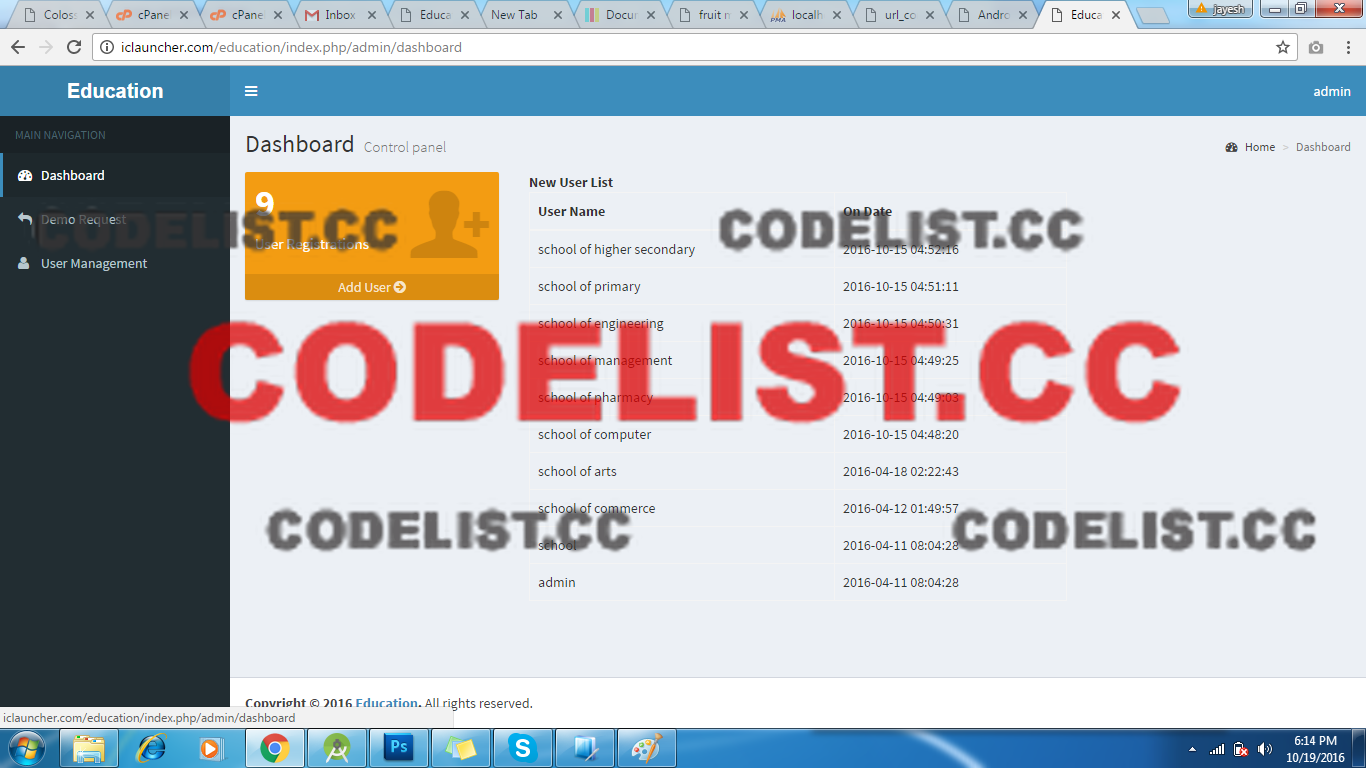 Colos
cPanel
cPane
Inbox
Educa
New Tab
Docur
fruit
localh
url_co
Andro
Educa
jayesh
iclauncher.com/education/index.php/admin/dashboard
Education
admin
MAIN NAVIGATION
Dashboard
Demo Request
User Management
Dashboard Control panel
Home > Dashboard
9
User Registrations
Add User
New User List
User Name On Date
school of higher secondary 2016-10-15 04:52:16
school of primary 2016-10-15 04:51:11
school of engineering 2016-10-15 04:50:31
school of management 2016-10-15 04:49:25
school of pharmacy 2016-10-15 04:49:03
school of computer 2016-10-15 04:48:20
school of arts 2016-04-18 02:22:43
school of commerce 2016-04-12 01:49:57
school 2016-04-11 08:04:28
admin 2016-04-11 08:04:28
CODELIST.CC
CODELIST.CC
CODELIST.CC
CODELIST.CC
CODELIST.CC
Copyright © 2016 Education. All rights reserved.
iclauncher.com/education/index.php/admin/dashboard
Ps
6:14 PM
10/19/2016